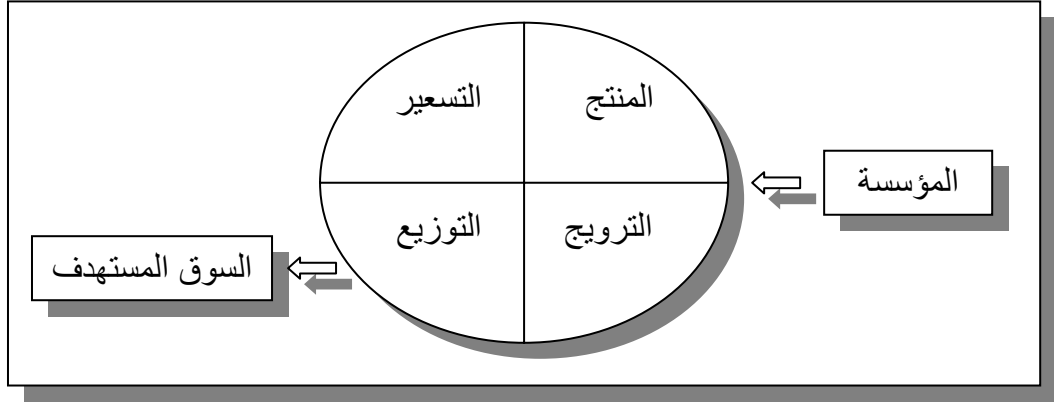 المنتج
التسعير
المؤسسة
الترويج
التوزيع
السوق المستهدف